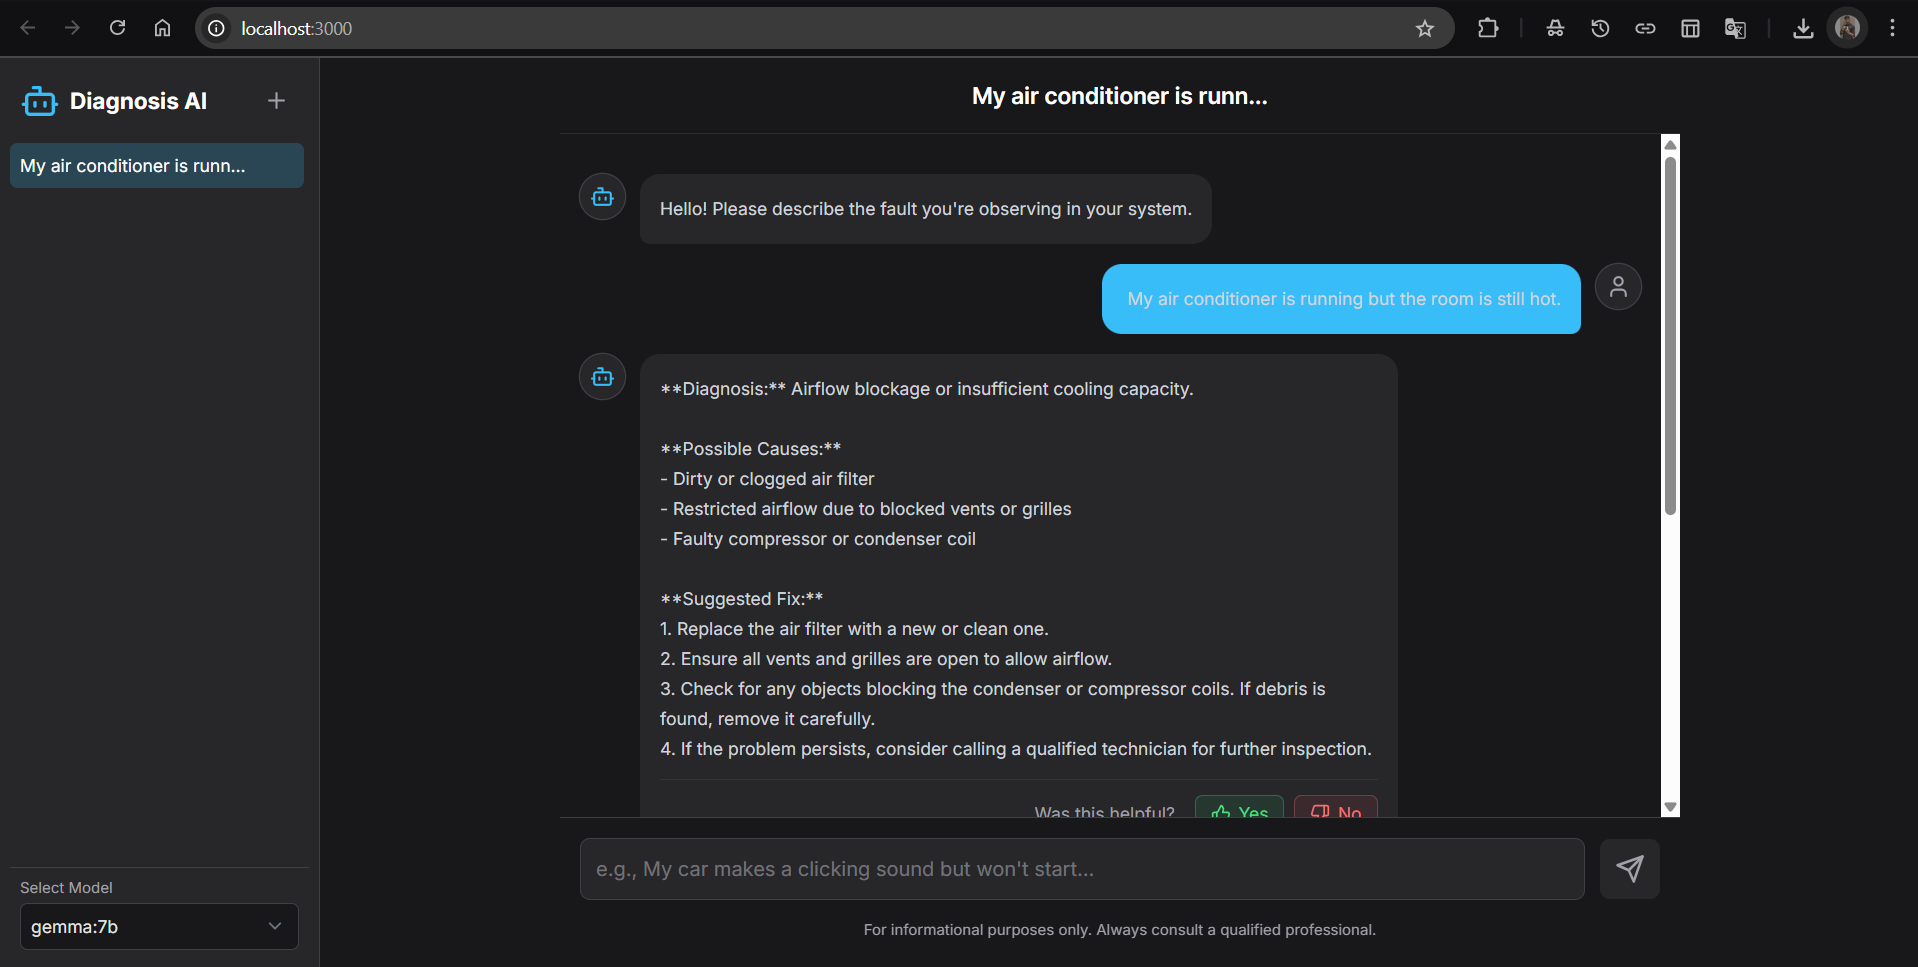 localhost:3000
Diagnosis AI
My air conditioner is runn...
My air conditioner is runn...
Hello! Please describe the fault you're observing in your system.
My air conditioner is running but the room is still hot.
**Diagnosis:** Airflow blockage or insufficient cooling capacity.
**Possible Causes:**
- Dirty or clogged air filter
- Restricted airflow due to blocked vents or grilles
- Faulty compressor or condenser coil
**Suggested Fix:**
1. Replace the air filter with a new or clean one.
2. Ensure all vents and grilles are open to allow airflow.
3. Check for any objects blocking the condenser or compressor coils. If debris is
found, remove it carefully.
4. If the problem persists, consider calling a qualified technician for further inspection.
Was this helpful? Yes No
e.g., My car makes a clicking sound but won't start...
For informational purposes only. Always consult a qualified professional.
Select Model
gemma:7b